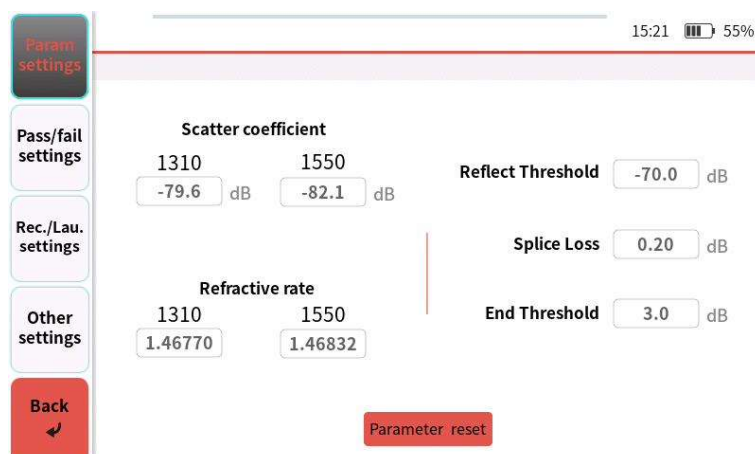 15:21 55%
Param
settings
Pass/fail
settings
Rec./Lau.
settings
Other
settings
Back
Scatter coefficient
1310 1550
-79.6 dB -82.1 dB
Refractive rate
1310 1550
1.46770 1.46832
Reflect Threshold -70.0 dB
Splice Loss 0.20 dB
End Threshold 3.0 dB
Parameter reset